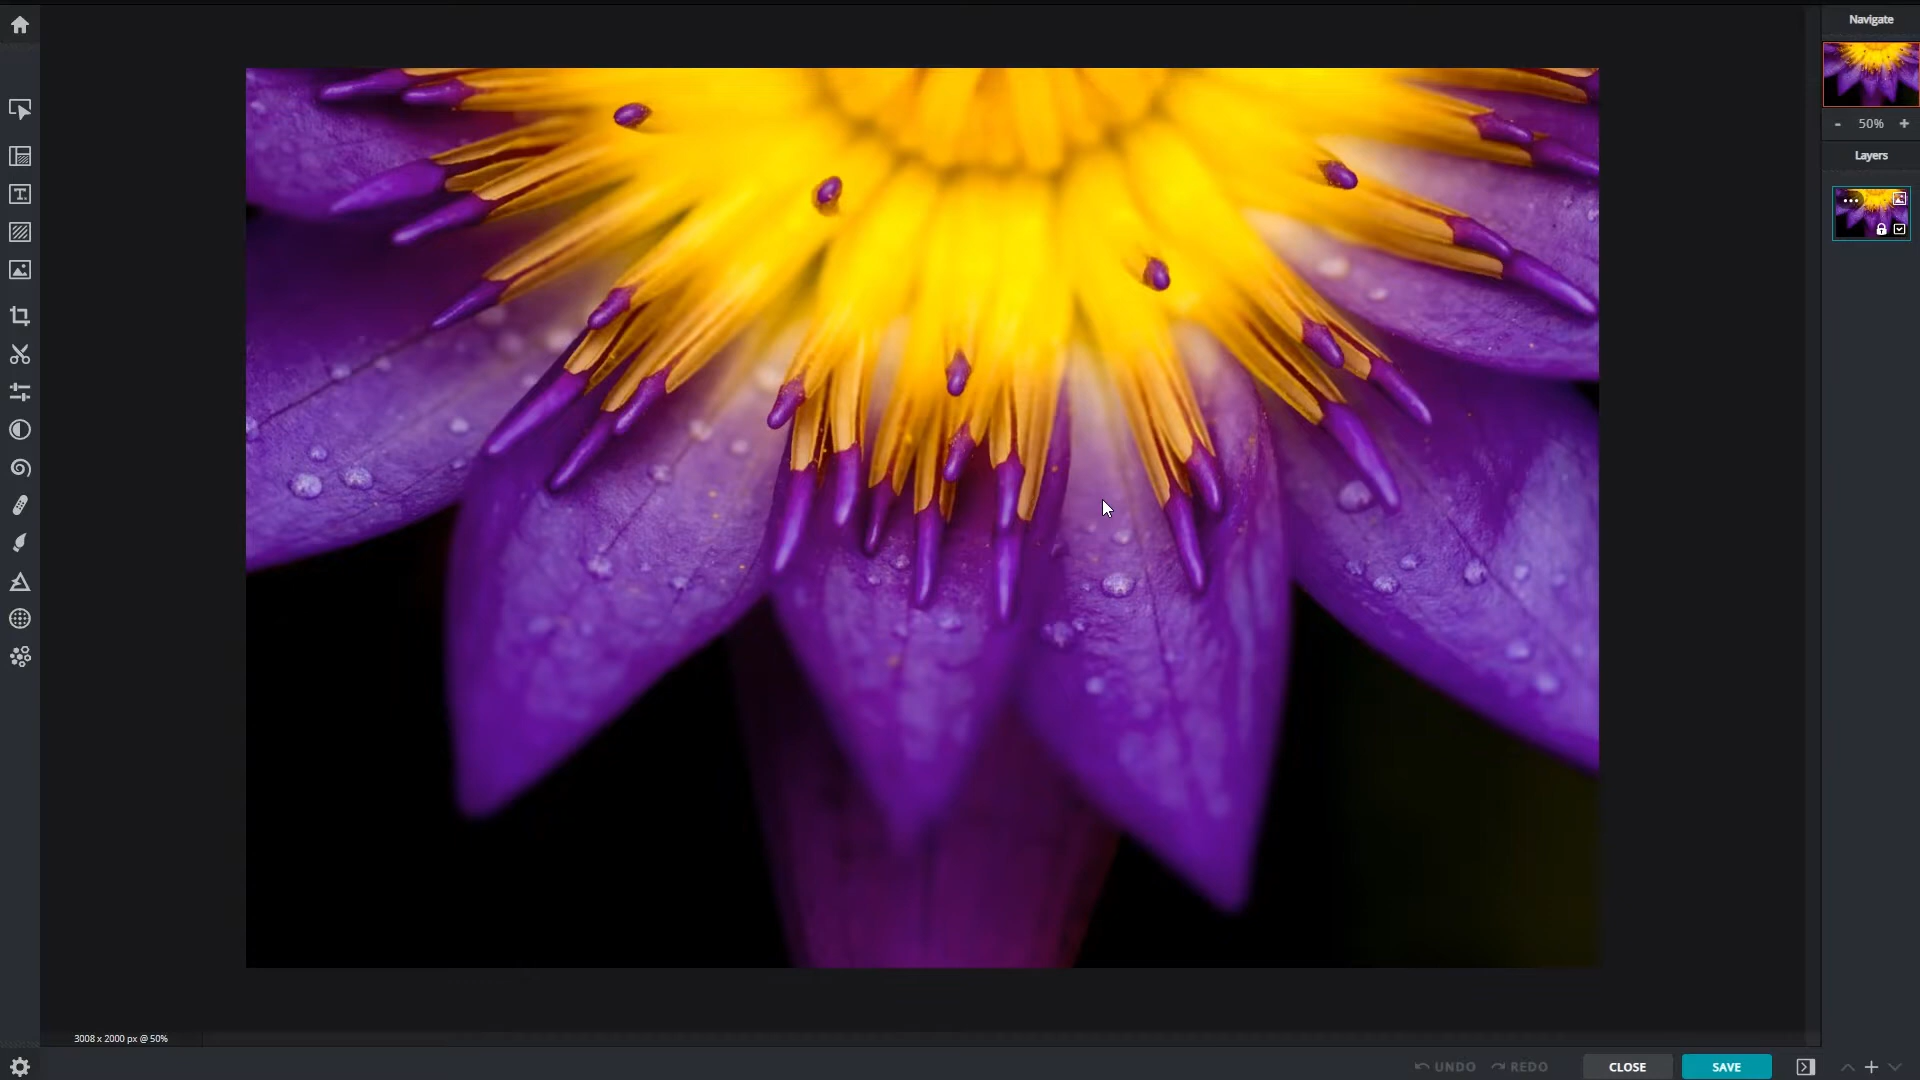 Navigate
- 50% +
Layers
3008 x 2000 px @ 50%
UNDO
REDO
CLOSE
SAVE